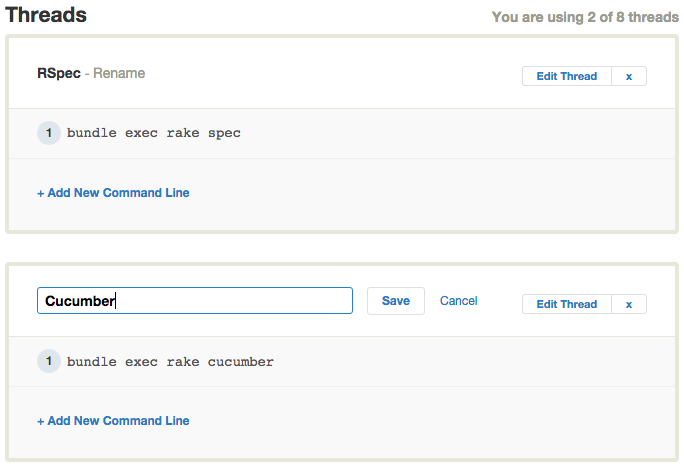 Threads
You are using 2 of 8 threads
RSpec - Rename
Edit Thread x
1 bundle exec rake spec
+ Add New Command Line
Cucumber Save Cancel Edit Thread x
1 bundle exec rake cucumber
+ Add New Command Line